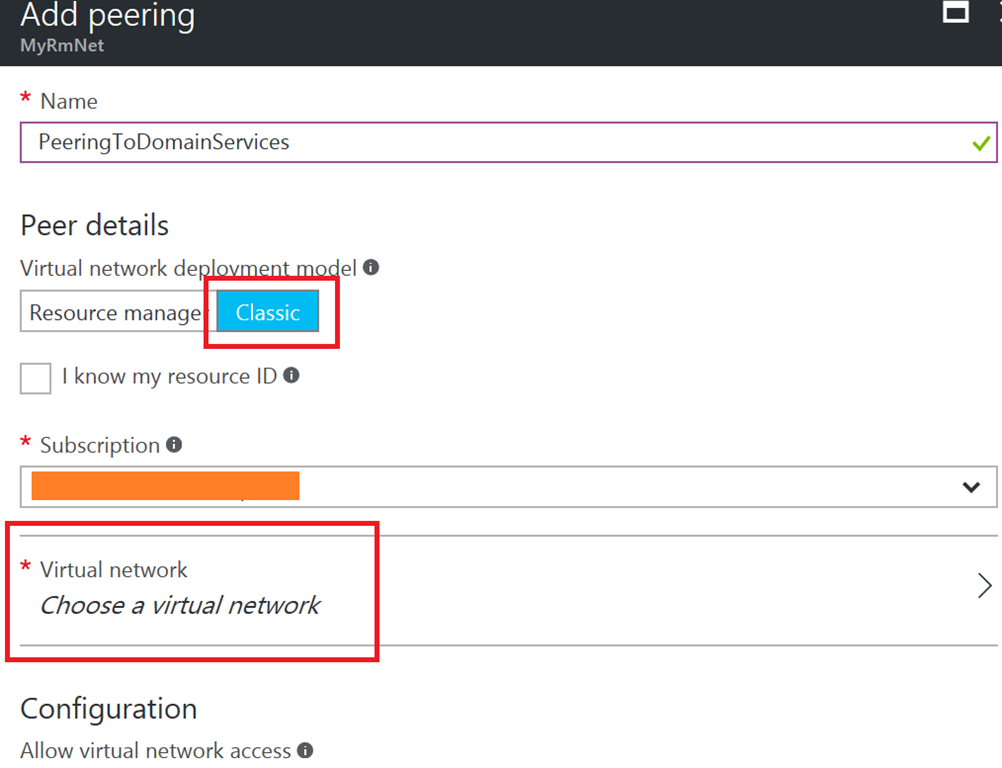 Add peering
MyRmNet
* Name
PeeringToDomainServices
Peer details
Virtual network deployment model
Resource manage Classic
I know my resource ID
* Subscription
* Virtual network
Choose a virtual network
Configuration
Allow virtual network access